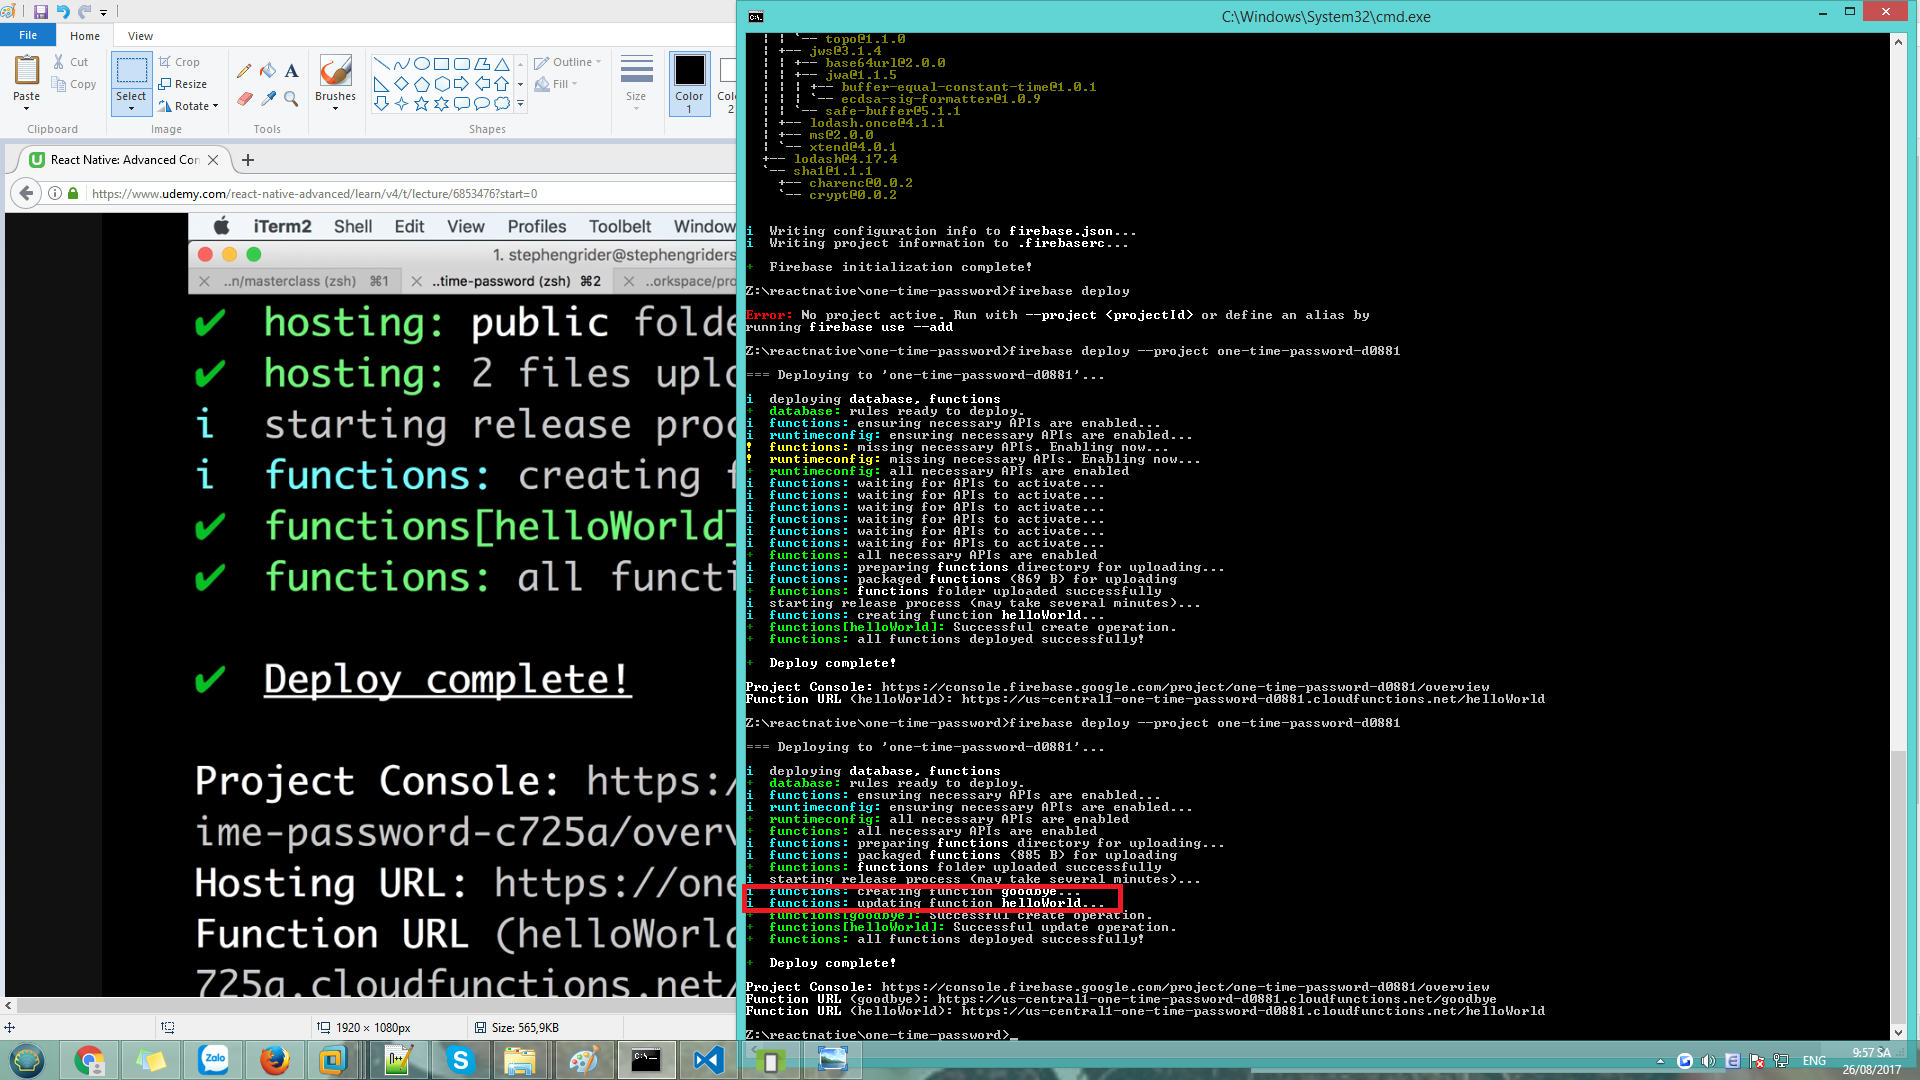 File
Home
View
Paste
Cut
Copy
Clipboard
Select
Crop
Resize
Rotate
Image
Tools
Brushes
Shapes
Outline
Fill
Size
Color
1
Clipboard
React Native: Advanced Con
https://www.udemy.com/react-native-advanced/learn/v4/t/lecture/6853476?start=0
iTerm2 Shell Edit View Profiles Toolbelt Window
1. stephengrider@stephengriders
..n/masterclass (zsh) ⌘1 ..time-password (zsh) ⌘2 ..orkspace/pro
✔ hosting: public folde
✔ hosting: 2 files uplo
i starting release proc
i functions: creating f
✔ functions[helloWorld]
✔ functions: all functi
✔ Deploy complete!
Project Console: https:/
ime-password-c725a/overv
Hosting URL: https://one
Function URL (helloWorld
725a.cloudfunctions.net/
1920 × 1080px
Size: 565,9KB
C:\Windows\System32\cmd.exe
¦ ¦ `-- topo@1.1.0
¦ +-- jws@3.1.4
¦ ¦ +-- base64url@2.0.0
¦ ¦ +-- jwa@1.1.5
¦ ¦ ¦ +-- buffer-equal-constant-time@1.0.1
¦ ¦ ¦ `-- ecdsa-sig-formatter@1.0.9
¦ ¦ `-- safe-buffer@5.1.1
¦ +-- lodash.once@4.1.1
¦ +-- ms@2.0.0
¦ `-- xtend@4.0.1
+-- lodash@4.17.4
`-- sha1@1.1.1
+-- charenc@0.0.2
`-- crypt@0.0.2
i Writing configuration info to firebase.json...
i Writing project information to .firebaserc...
+ Firebase initialization complete!
Z:\reactnative\one-time-password>firebase deploy
Error: No project active. Run with --project <projectId> or define an alias by
running firebase use --add
Z:\reactnative\one-time-password>firebase deploy --project one-time-password-d0881
=== Deploying to 'one-time-password-d0881'...
i deploying database, functions
+ database: rules ready to deploy.
i functions: ensuring necessary APIs are enabled...
i runtimeconfig: ensuring necessary APIs are enabled...
! functions: missing necessary APIs. Enabling now...
! runtimeconfig: missing necessary APIs. Enabling now...
+ runtimeconfig: all necessary APIs are enabled
i functions: waiting for APIs to activate...
i functions: waiting for APIs to activate...
i functions: waiting for APIs to activate...
i functions: waiting for APIs to activate...
i functions: waiting for APIs to activate...
i functions: waiting for APIs to activate...
+ functions: all necessary APIs are enabled
i functions: preparing functions directory for uploading...
i functions: packaged functions (869 B) for uploading
+ functions: functions folder uploaded successfully
i starting release process (may take several minutes)...
i functions: creating function helloWorld...
+ functions[helloWorld]: Successful create operation.
+ functions: all functions deployed successfully!
+ Deploy complete!
Project Console: https://console.firebase.google.com/project/one-time-password-d0881/overview
Function URL (helloWorld): https://us-central1-one-time-password-d0881.cloudfunctions.net/helloWorld
Z:\reactnative\one-time-password>firebase deploy --project one-time-password-d0881
=== Deploying to 'one-time-password-d0881'...
i deploying database, functions
+ database: rules ready to deploy.
i functions: ensuring necessary APIs are enabled...
i runtimeconfig: ensuring necessary APIs are enabled...
+ runtimeconfig: all necessary APIs are enabled
+ functions: all necessary APIs are enabled
i functions: preparing functions directory for uploading...
i functions: packaged functions (885 B) for uploading
+ functions: functions folder uploaded successfully
i starting release process (may take several minutes)...
i functions: creating function goodbye...
i functions: updating function helloWorld...
+ functions[goodbye]: Successful create operation.
+ functions[helloWorld]: Successful update operation.
+ functions: all functions deployed successfully!
+ Deploy complete!
Project Console: https://console.firebase.google.com/project/one-time-password-d0881/overview
Function URL (goodbye): https://us-central1-one-time-password-d0881.cloudfunctions.net/goodbye
Function URL (helloWorld): https://us-central1-one-time-password-d0881.cloudfunctions.net/helloWorld
Z:\reactnative\one-time-password>_
Zalo
ENG
9:57 SA
26/08/2017